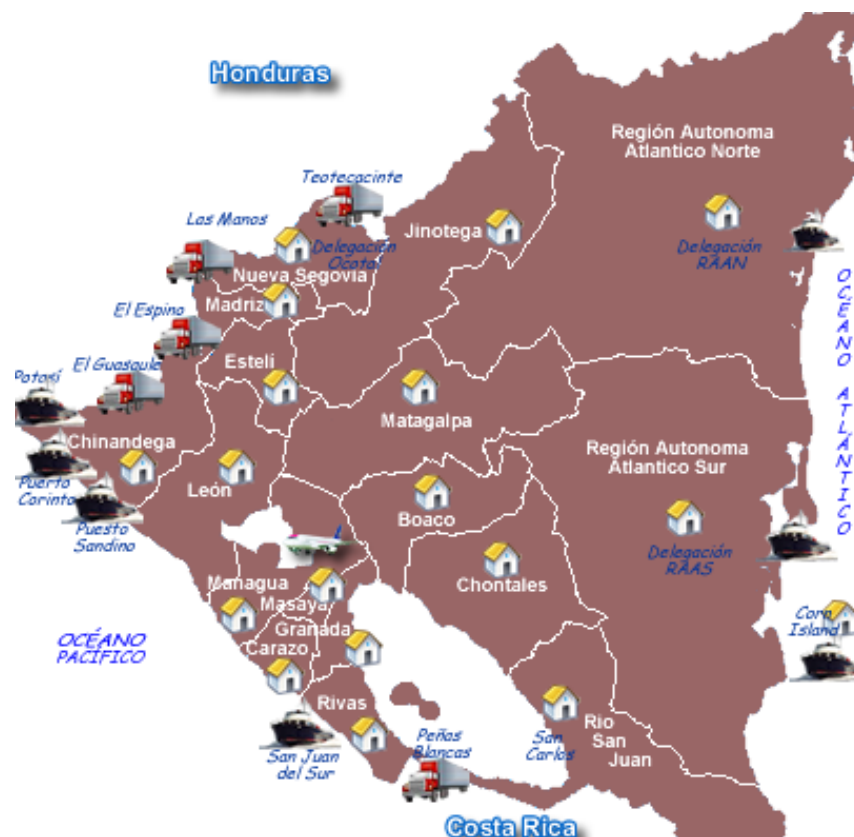 Honduras
Región Autonoma
Atlantico Norte
Teotecacinte
Las Manos
Jinotega
Delegación
Ocotal
Delegación
RAAN
Nueva Segovia
Madriz
El Espino
Estelí
El Guasaule
Potosí
OCÉANO ATLÁNTICO
Chinandega
Matagalpa
Región Autonoma
Atlantico Sur
León
Puerto
Corinto
Boaco
Puesto
Sandino
Delegación
RAAS
Chontales
Managua
Masaya
Granada
Carazo
Corn
Island
OCÉANO
PACÍFICO
Rivas
San Juan
del Sur
Peñas
Blancas
San
Carlos
Rio
San
Juan
Costa Rica